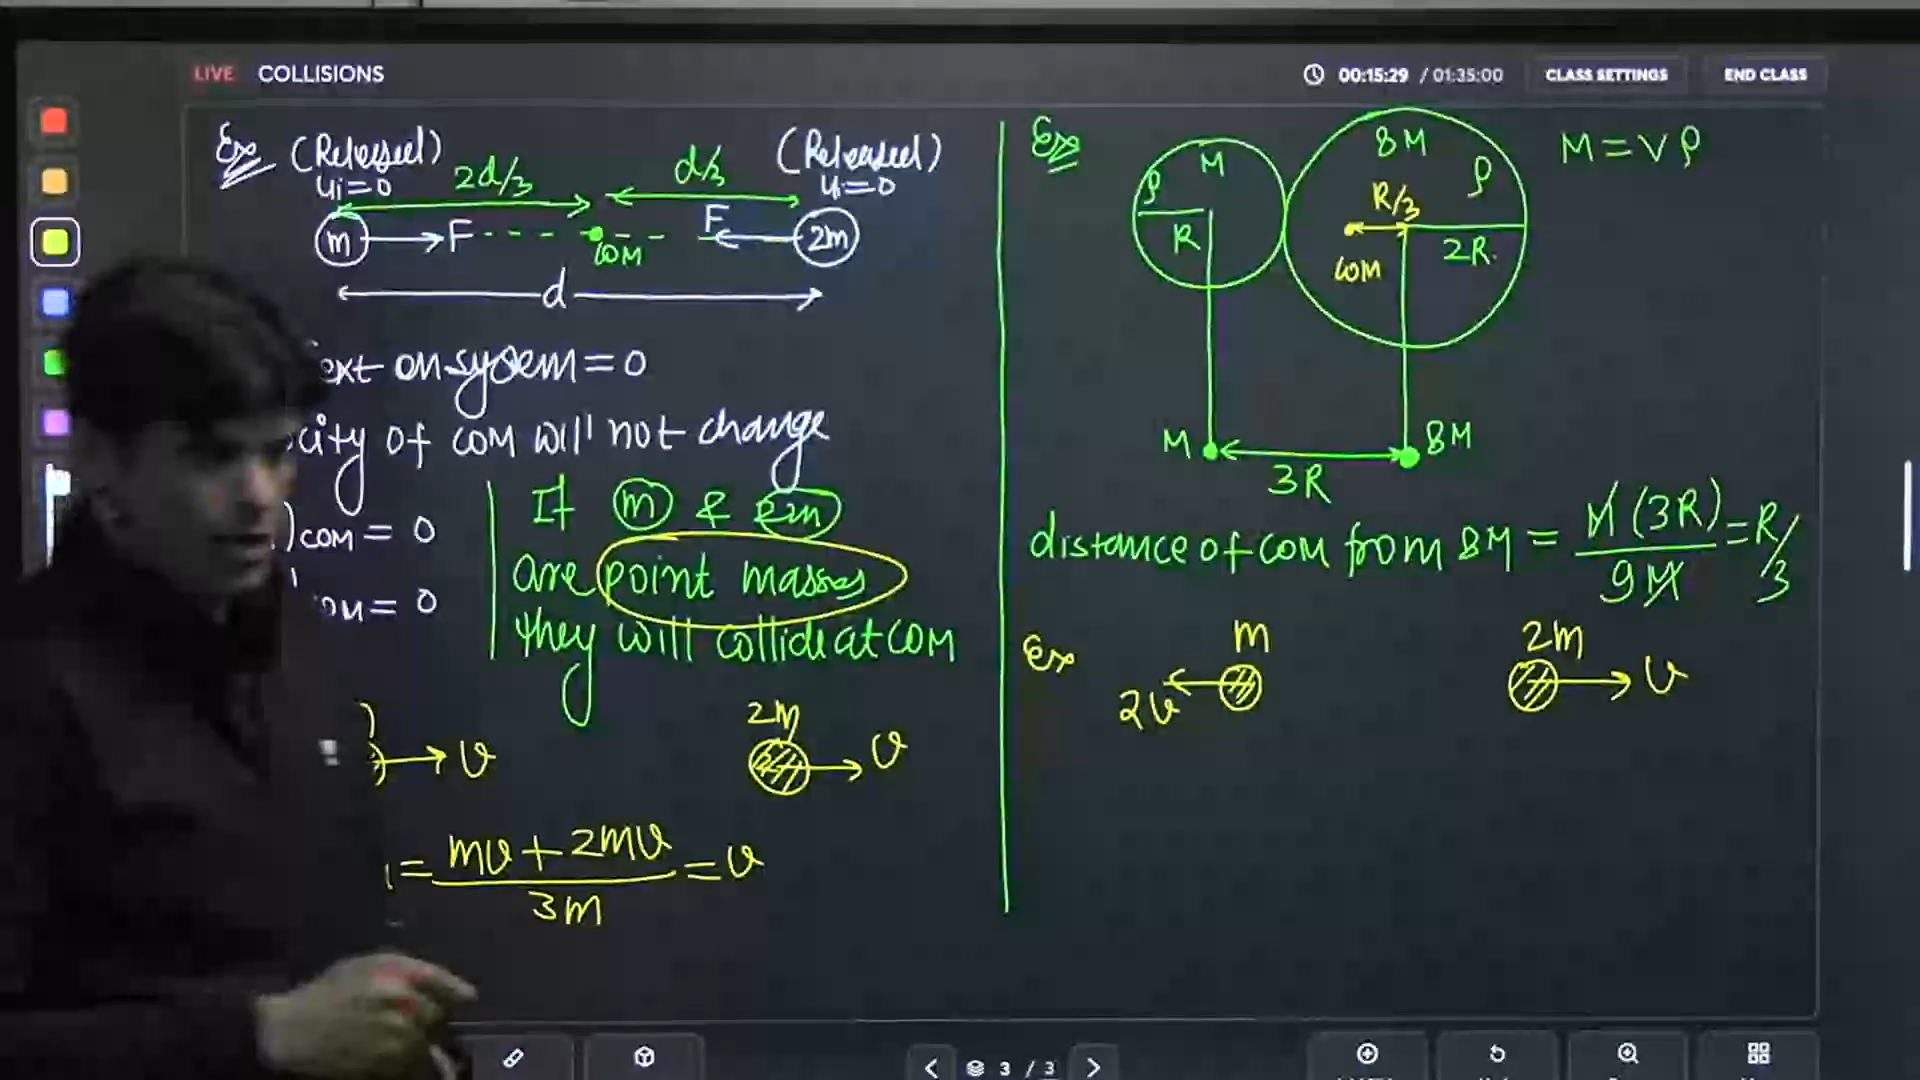 LIVE COLLISIONS
00:15:29 / 01:35:00 CLASS SETTINGS END CLASS
Ex (Released) (Released)
ui=0 2d/3 d/3 ui=0
m F F 2m
COM
d
ext on system = 0
city of COM will not change
)COM = 0
OM = 0
If m & 2m
are point masses
they will collide at COM
v 2m v
= mv + 2mv / 3m = v
Ex M 8M M = Vρ
ρ R/3 ρ
R COM 2R
M 8M
3R
distance of COM from 8M = M(3R) / 9M = R/3
Ex m 2m
2v v
3 / 3